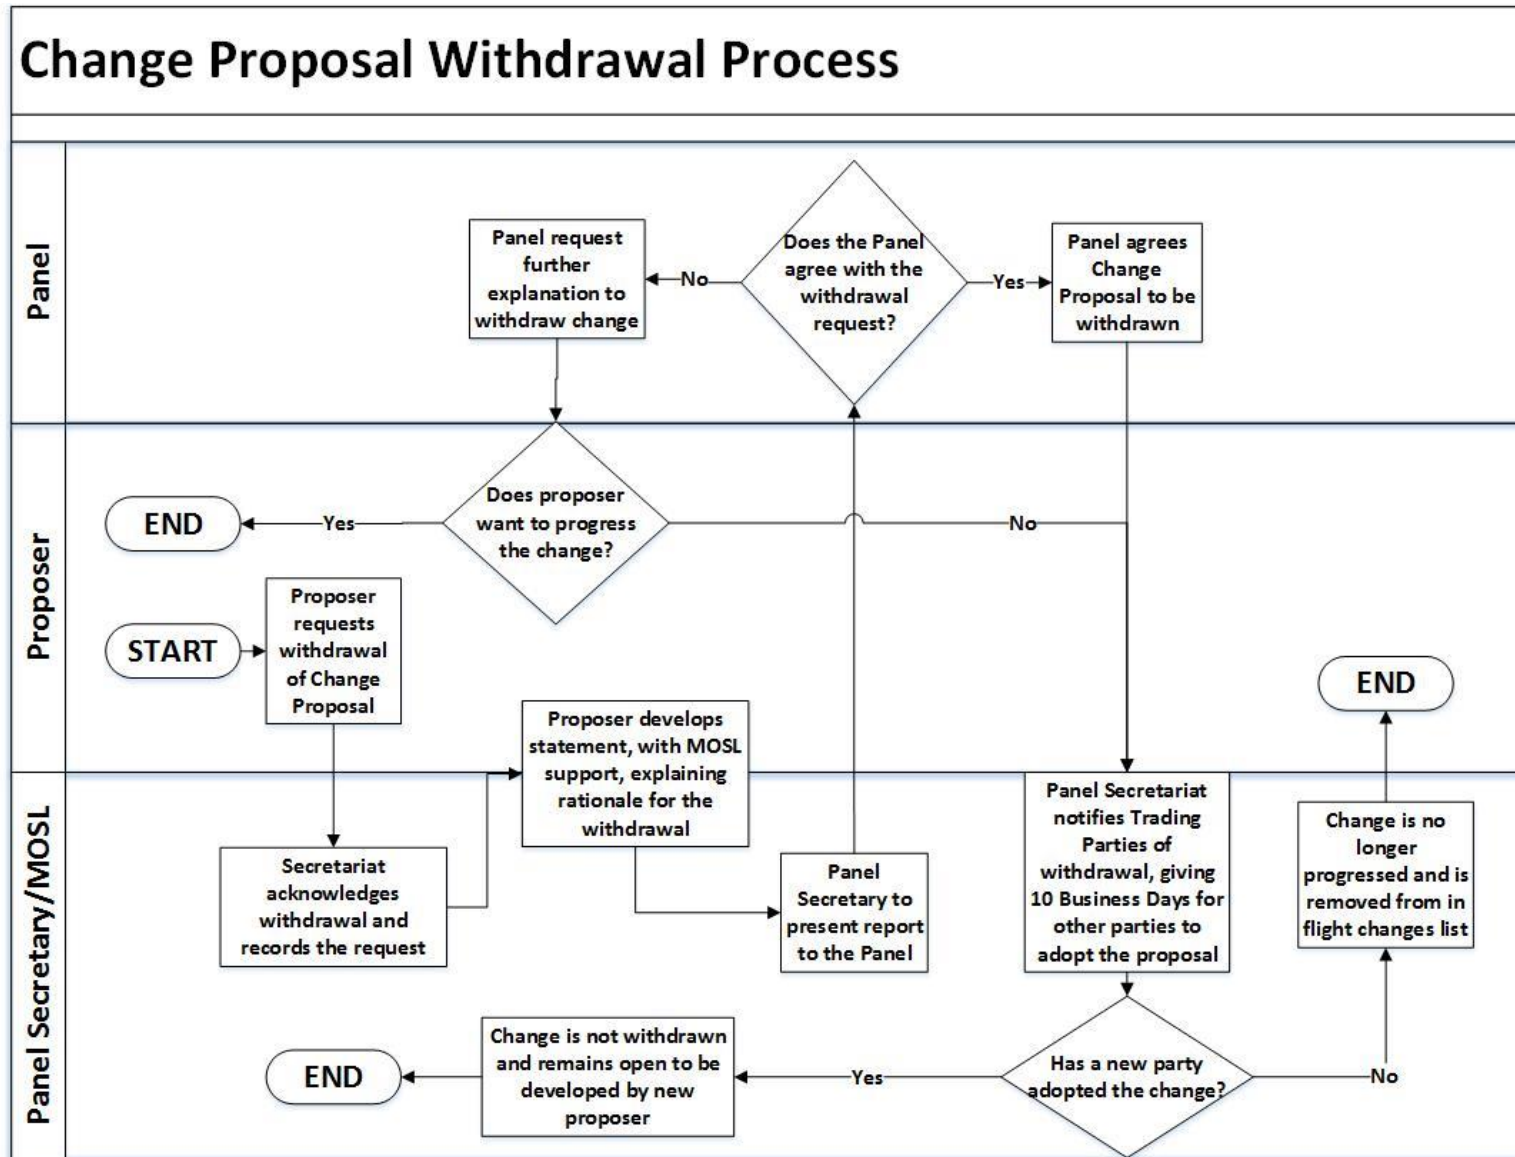 Change Proposal Withdrawal Process
Panel
Panel request
further
explanation to
withdraw change
No
Does the Panel
agree with the
withdrawal
request?
Yes
Panel agrees
Change
Proposal to be
withdrawn
Proposer
END
Yes
Does proposer
want to progress
the change?
No
START
Proposer
requests
withdrawal
of Change
Proposal
END
Panel Secretary/MOSL
Proposer develops
statement, with MOSL
support, explaining
rationale for the
withdrawal
Secretariat
acknowledges
withdrawal and
records the request
Panel
Secretary to
present report
to the Panel
Panel Secretariat
notifies Trading
Parties of
withdrawal, giving
10 Business Days for
other parties to
adopt the proposal
Change is no
longer
progressed and is
removed from in
flight changes list
END
Change is not withdrawn
and remains open to be
developed by new
proposer
Yes
Has a new party
adopted the change?
No